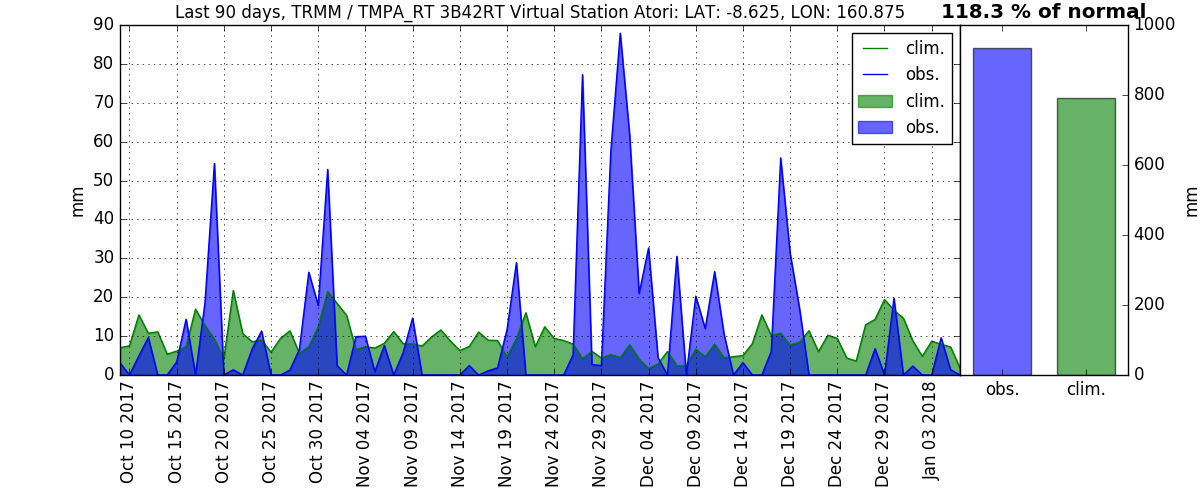 Last 90 days, TRMM / TMPA_RT 3B42RT Virtual Station Atori: LAT: -8.625, LON: 160.875
118.3 % of normal
90
80
70
60
50
40
30
20
10
0
mm
clim.
obs.
clim.
obs.
Oct 10 2017
Oct 15 2017
Oct 20 2017
Oct 25 2017
Oct 30 2017
Nov 04 2017
Nov 09 2017
Nov 14 2017
Nov 19 2017
Nov 24 2017
Nov 29 2017
Dec 04 2017
Dec 09 2017
Dec 14 2017
Dec 19 2017
Dec 24 2017
Dec 29 2017
Jan 03 2018
1000
800
600
400
200
0
mm
obs.
clim.